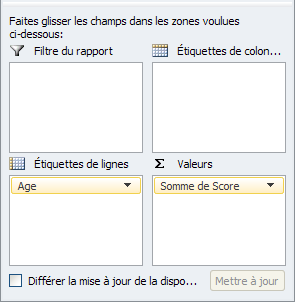 Faites glisser les champs dans les zones voulues
ci-dessous:
Filtre du rapport
Étiquettes de colon...
Étiquettes de lignes
Σ Valeurs
Age
Somme de Score
Différer la mise à jour de la dispo...
Mettre à jour